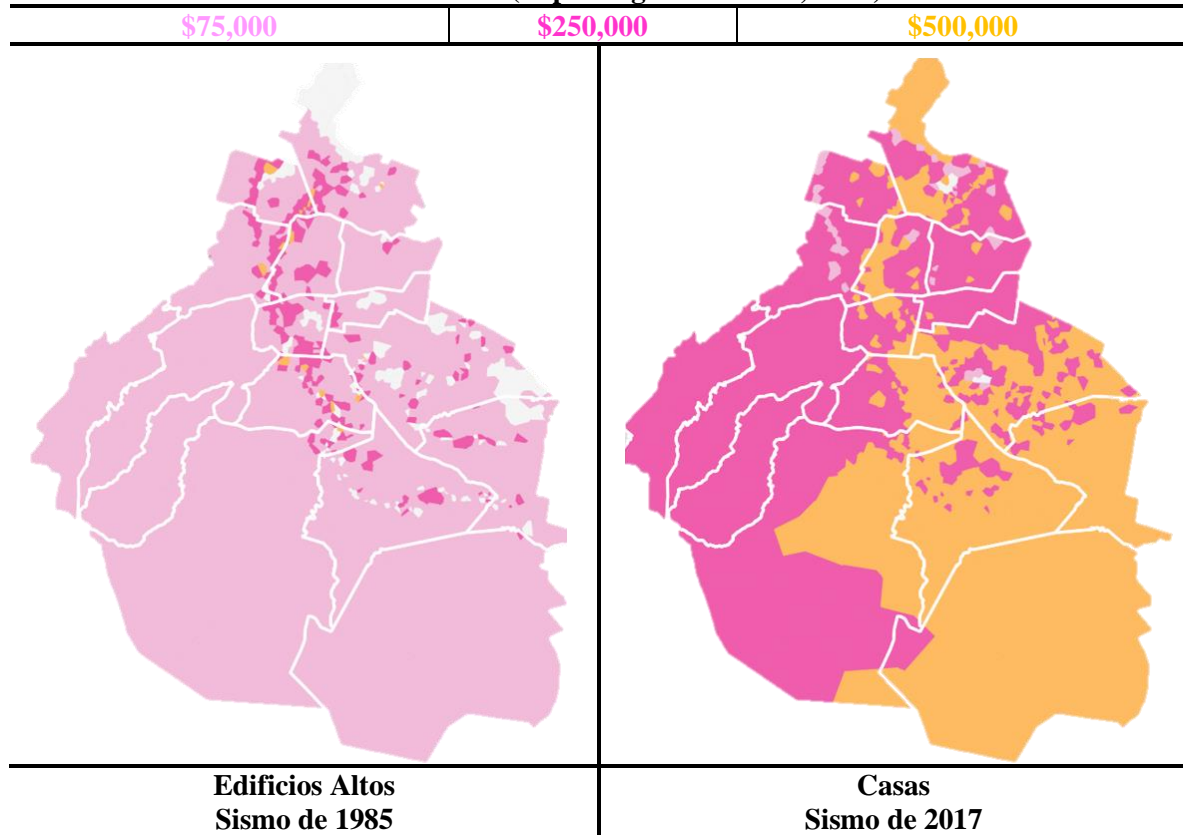 $75,000 $250,000 $500,000
Edificios Altos Casas
Sismo de 1985 Sismo de 2017